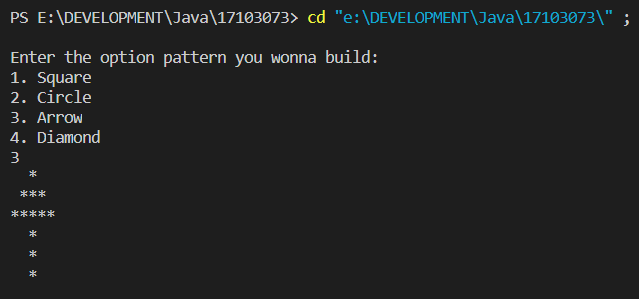 PS E:\DEVELOPMENT\Java\17103073> cd "e:\DEVELOPMENT\Java\17103073\" ;
Enter the option pattern you wonna build:
1. Square
2. Circle
3. Arrow
4. Diamond
3
  *
 ***
*****
  *
  *
  *